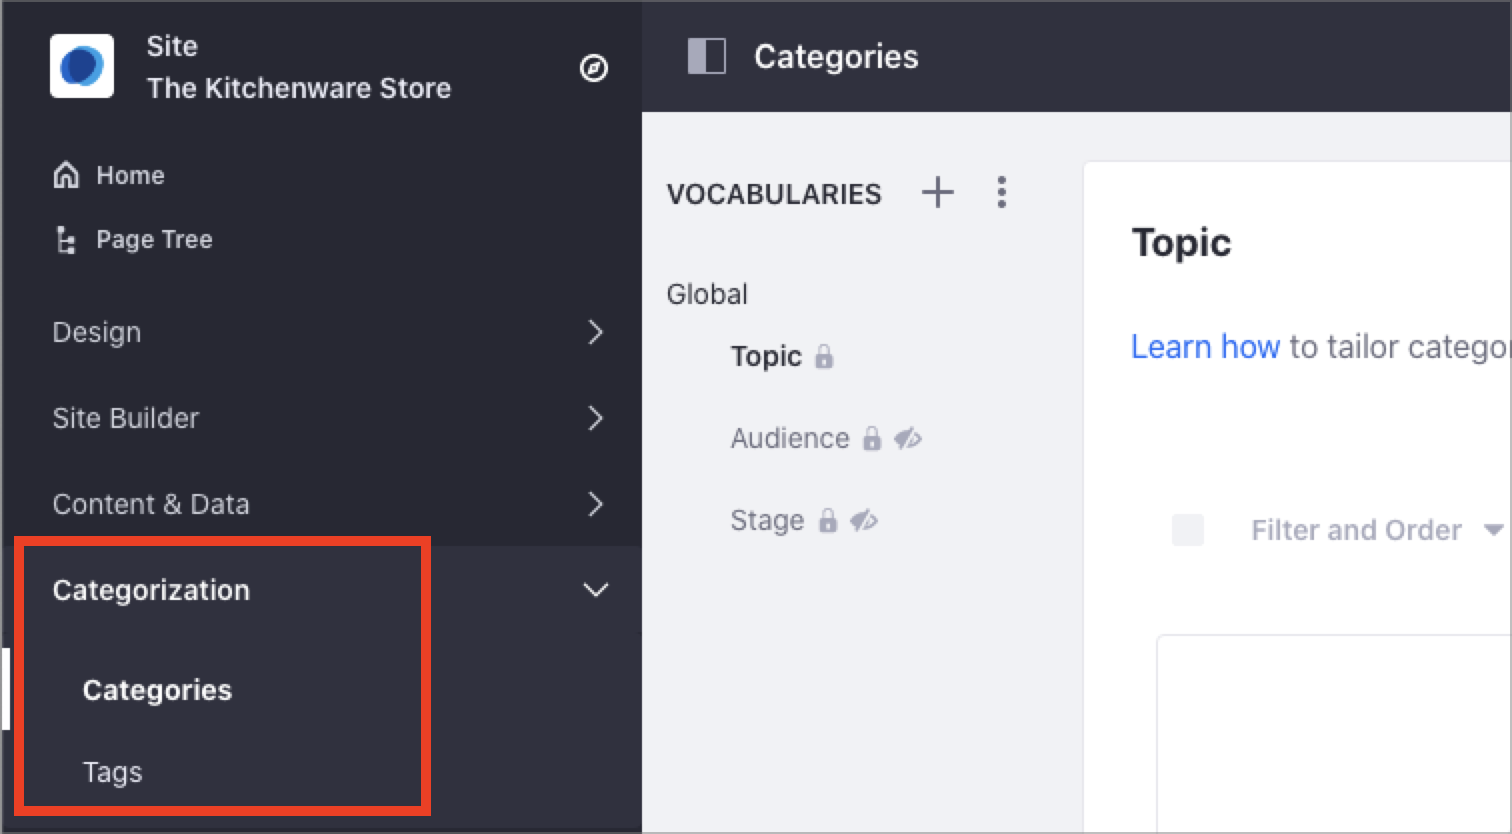 Site
The Kitchenware Store
Home
Page Tree
Design
Site Builder
Content & Data
Categorization
Categories
Tags
Categories
VOCABULARIES
Global
Topic
Audience
Stage
Topic
Learn how to tailor catego
Filter and Order